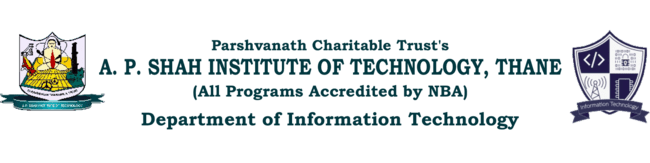 Parshvanath Charitable Trust's
A. P. SHAH INSTITUTE OF TECHNOLOGY, THANE
(All Programs Accredited by NBA)
Department of Information Technology
Information Technology